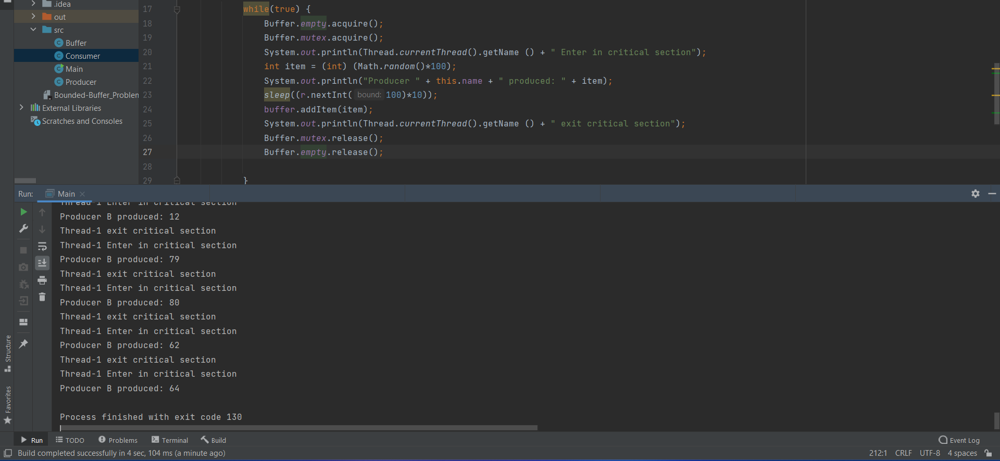 .idea
out
src
Buffer
Consumer
Main
Producer
Bounded-Buffer_Problem
External Libraries
Scratches and Consoles
17 while(true) {
18 Buffer.empty.acquire();
19 Buffer.mutex.acquire();
20 System.out.println(Thread.currentThread().getName () + " Enter in critical section");
21 int item = (int) (Math.random()*100);
22 System.out.println("Producer " + this.name + " produced: " + item);
23 sleep((r.nextInt( bound: 100)*10));
24 buffer.addItem(item);
25 System.out.println(Thread.currentThread().getName () + " exit critical section");
26 Buffer.mutex.release();
27 Buffer.empty.release();
28
29 }
Run: Main
Thread-1 Enter in critical section
Producer B produced: 12
Thread-1 exit critical section
Thread-1 Enter in critical section
Producer B produced: 79
Thread-1 exit critical section
Thread-1 Enter in critical section
Producer B produced: 80
Thread-1 exit critical section
Thread-1 Enter in critical section
Producer B produced: 62
Thread-1 exit critical section
Thread-1 Enter in critical section
Producer B produced: 64
Process finished with exit code 130
Structure
Favorites
Run TODO Problems Terminal Build Event Log
Build completed successfully in 4 sec, 104 ms (a minute ago) 212:1 CRLF UTF-8 4 spaces